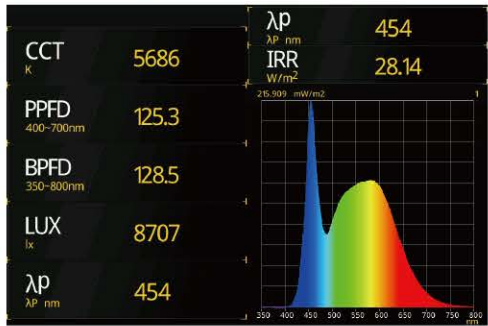 CCT
K
5686
PPFD
400~700nm
125.3
BPFD
350~800nm
128.5
LUX
lx
8707
λp
λP nm
454
λp
λP nm
454
IRR
W/m2
28.14
215.909 mW/m2 1
350 400 450 500 550 600 650 700 750 800
nm